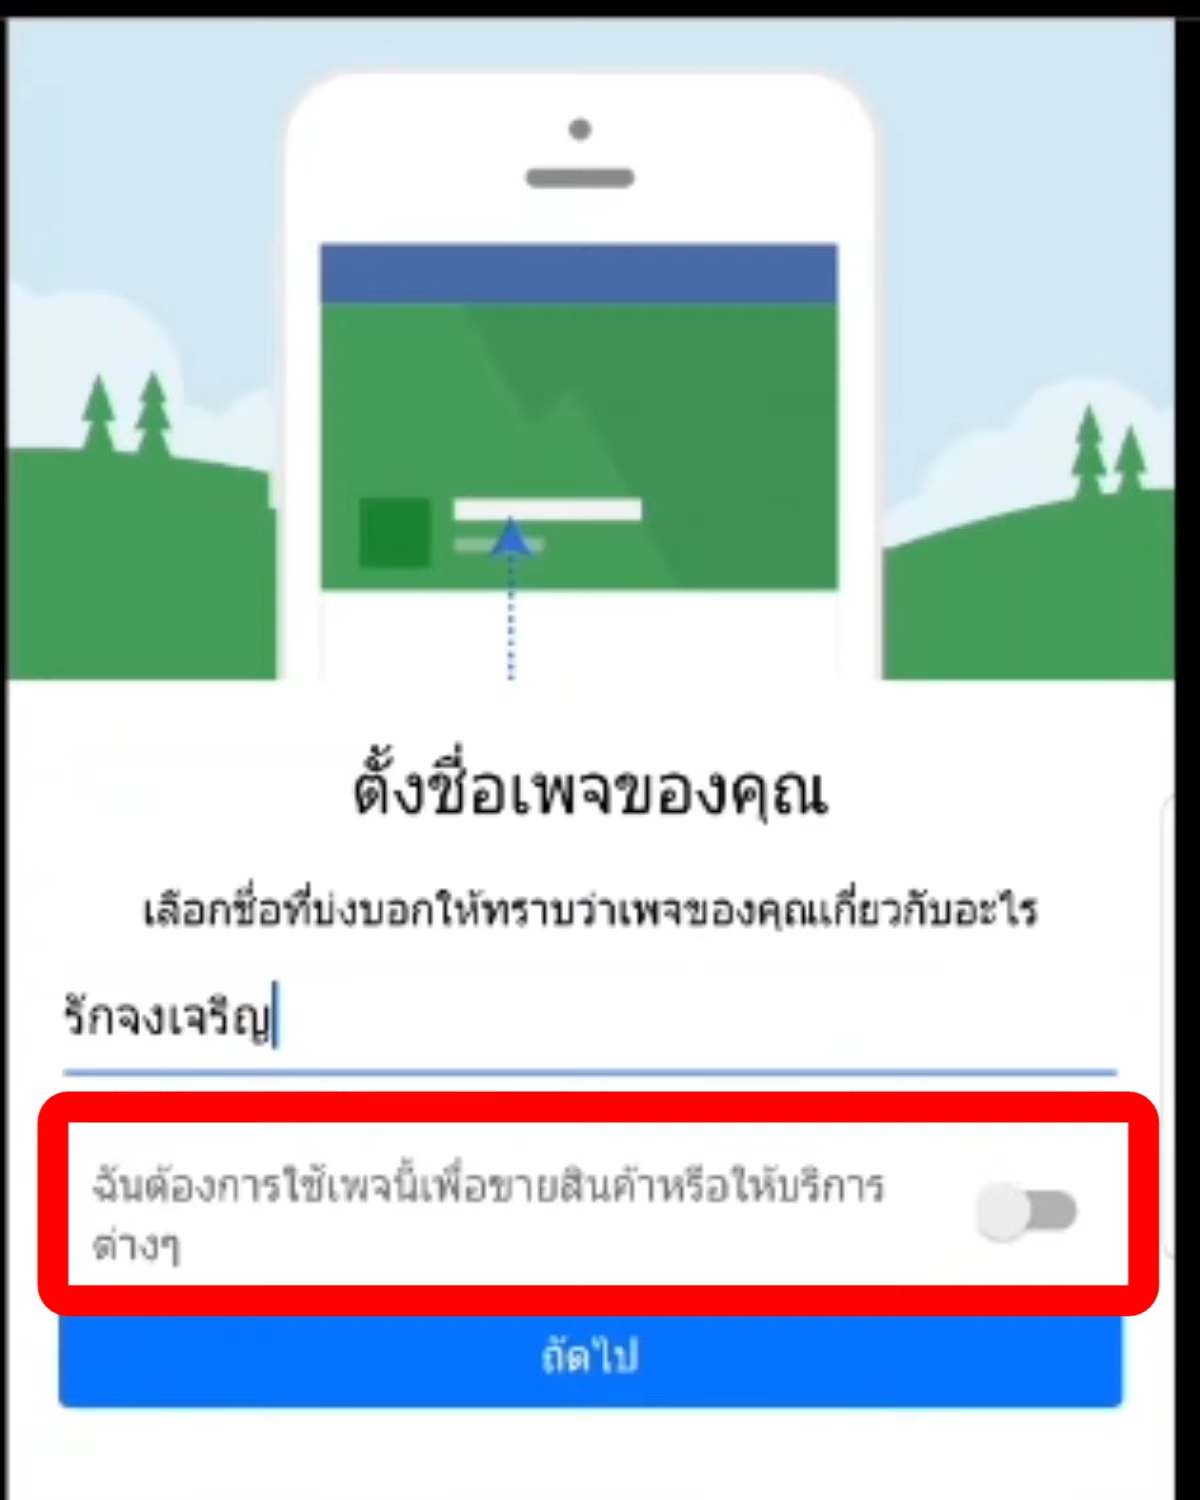 ตั้งชื่อเพจของคุณ
เลือกชื่อที่บ่งบอกให้ทราบว่าเพจของคุณเกี่ยวกับอะไร
รักจงเจริญ
ฉันต้องการใช้เพจนี้เพื่อขายสินค้าหรือให้บริการ
ต่างๆ
ถัดไป